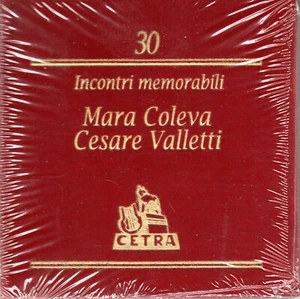 30
Incontri memorabili
Mara Coleva
Cesare Valletti
CETRA